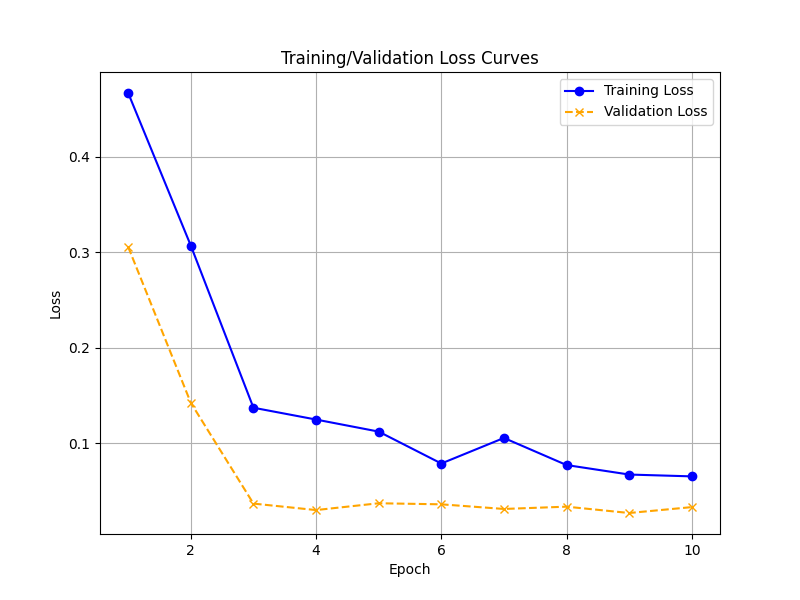 Training/Validation Loss Curves
Training Loss
Validation Loss
0.4
0.3
0.2
0.1
Loss
2 4 6 8 10
Epoch